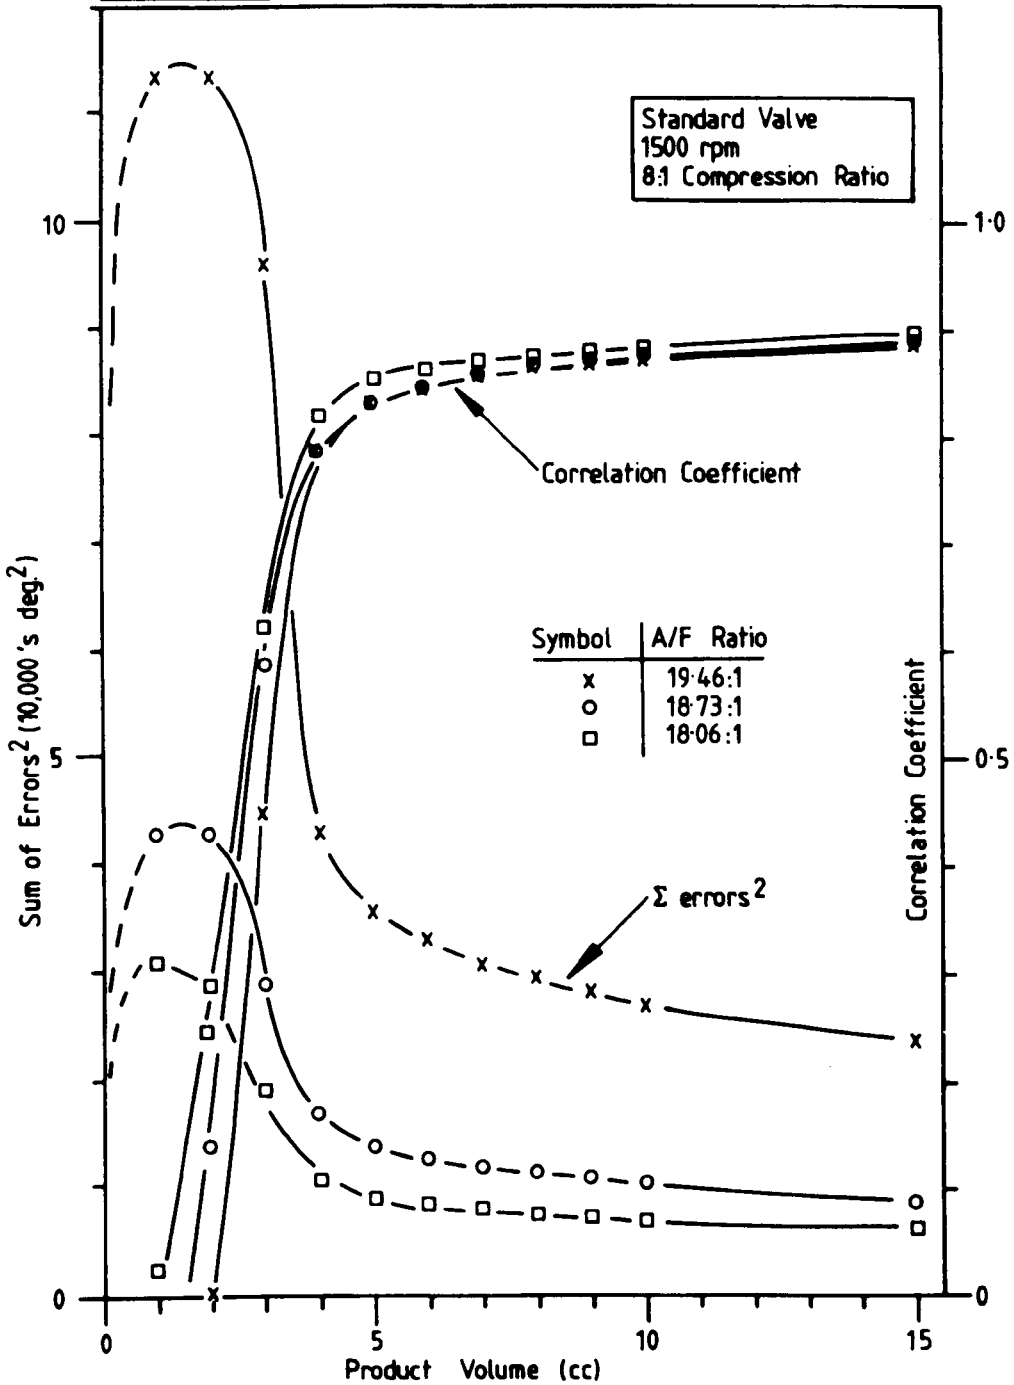 Standard Valve
1500 rpm
8:1 Compression Ratio
10
1·0
Correlation Coefficient
Symbol A/F Ratio
x 19·46:1
o 18·73:1
□ 18·06:1
Sum of Errors² (10,000's deg.²)
5
0·5
Correlation Coefficient
Σ errors²
0
0
0 5 10 15
Product Volume (cc)